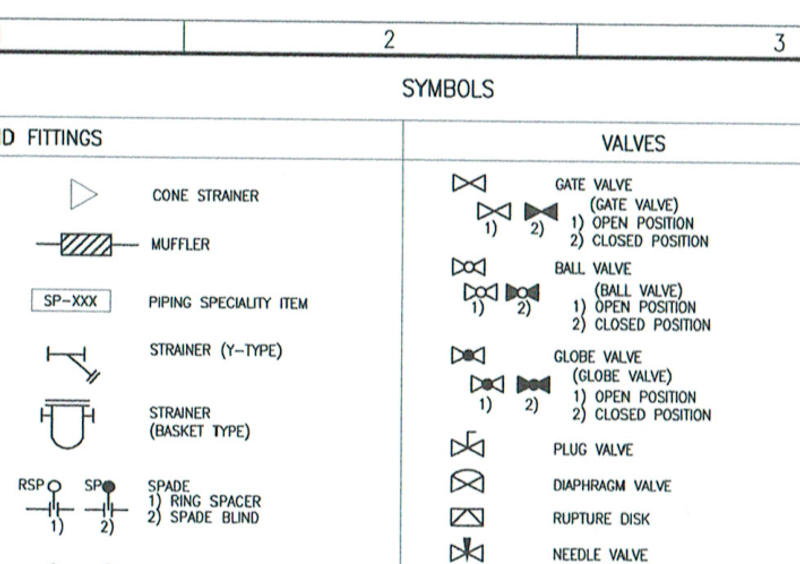 2
3
SYMBOLS
D FITTINGS
VALVES
CONE STRAINER
MUFFLER
SP-XXX
PIPING SPECIALITY ITEM
STRAINER (Y-TYPE)
STRAINER
(BASKET TYPE)
RSP
SP
1)
2)
SPADE
1) RING SPACER
2) SPADE BLIND
GATE VALVE
(GATE VALVE)
1)
2)
1) OPEN POSITION
2) CLOSED POSITION
BALL VALVE
(BALL VALVE)
1)
2)
1) OPEN POSITION
2) CLOSED POSITION
GLOBE VALVE
(GLOBE VALVE)
1)
2)
1) OPEN POSITION
2) CLOSED POSITION
PLUG VALVE
DIAPHRAGM VALVE
RUPTURE DISK
NEEDLE VALVE